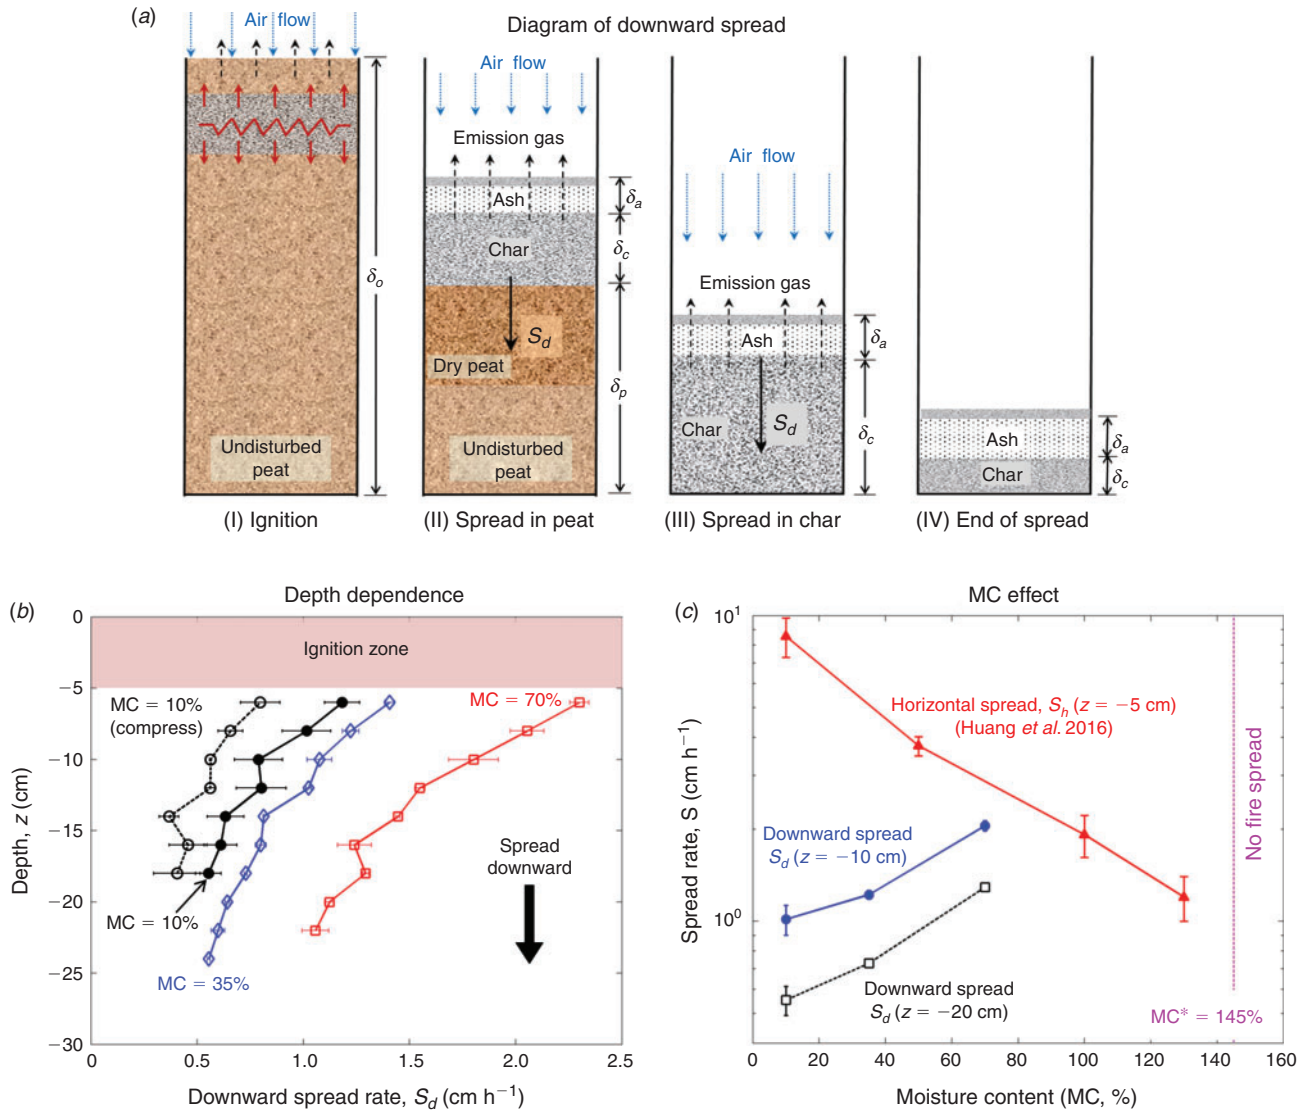 (a)
Diagram of downward spread
Air flow
Air flow
Emission gas
Air flow
Emission gas
δo
Ash
δa
Char
δc
Sd
Dry peat
δp
Undisturbed
peat
Undisturbed
peat
Ash
δa
Char
Sd
δc
Ash
δa
Char
δc
(I) Ignition
(II) Spread in peat
(III) Spread in char
(IV) End of spread
(b)
Depth dependence
Ignition zone
MC = 10%
(compress)
MC = 70%
MC = 10%
MC = 35%
Spread
downward
Depth, z (cm)
0
−5
−10
−15
−20
−25
−30
0
0.5
1.0
1.5
2.0
2.5
Downward spread rate, Sd (cm h−1)
(c)
MC effect
Horizontal spread, Sh (z = −5 cm)
(Huang et al. 2016)
Downward spread
Sd (z = −10 cm)
Downward spread
Sd (z = −20 cm)
No fire spread
MC* = 145%
Spread rate, S (cm h−1)
10^1
10^0
0
20
40
60
80
100
120
140
160
Moisture content (MC, %)